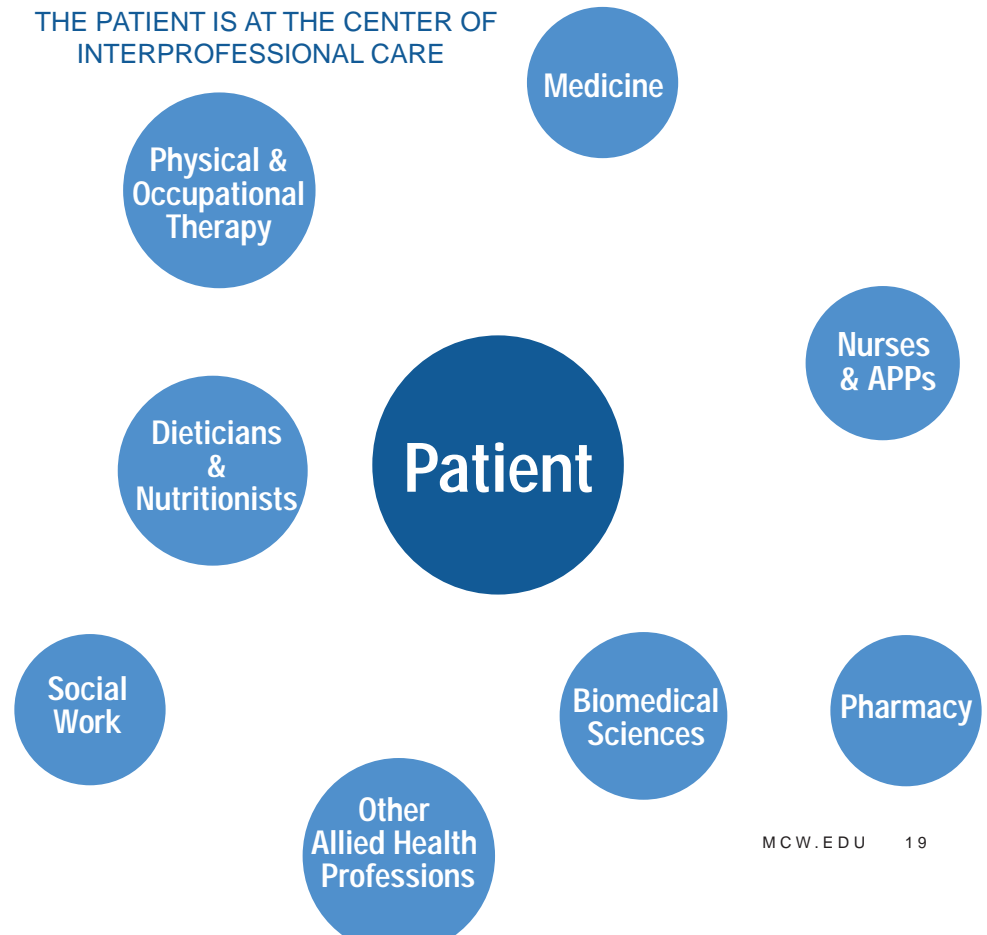 THE PATIENT IS AT THE CENTER OF
INTERPROFESSIONAL CARE
Medicine
Physical &
Occupational
Therapy
Nurses
& APPs
Dieticians
&
Nutritionists
Patient
Social
Work
Biomedical
Sciences
Pharmacy
Other
Allied Health
Professions
MCW.EDU 19